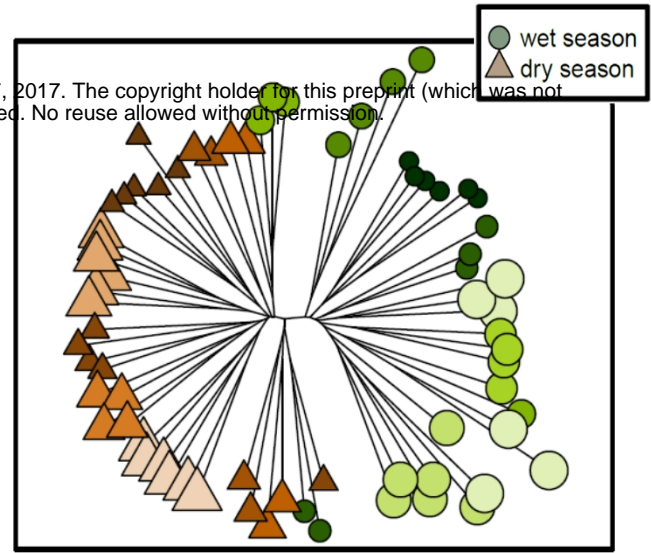 wet season
dry season
, 2017. The copyright holder for this preprint (which was not
ed. No reuse allowed without permission.